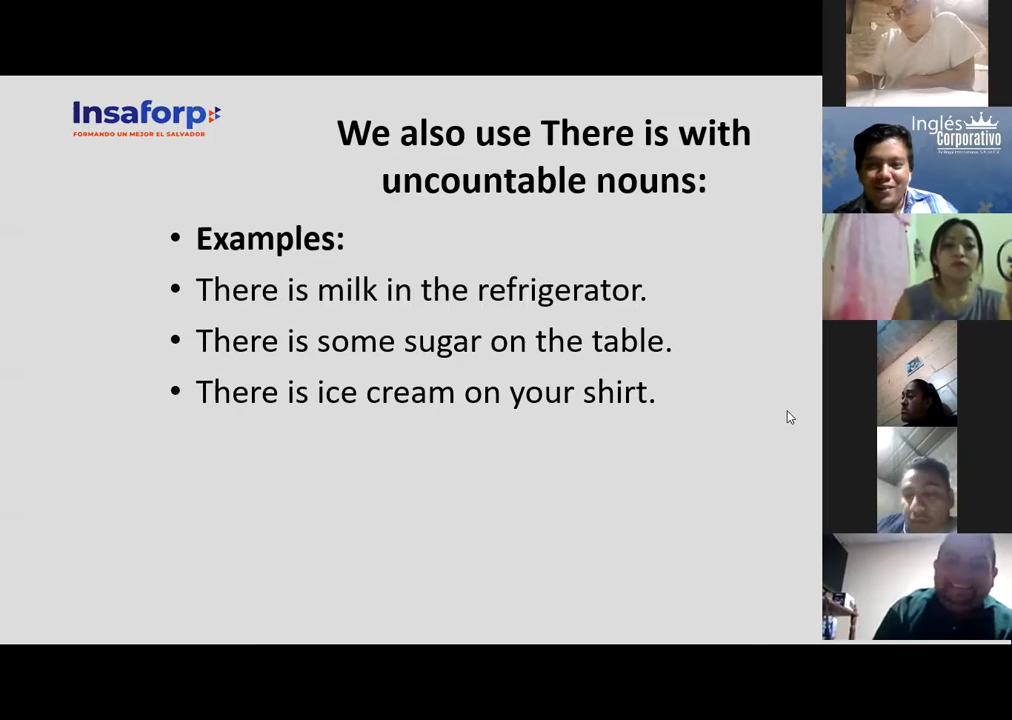 Insaforp
FORMANDO UN MEJOR EL SALVADOR
We also use There is with
uncountable nouns:
• Examples:
• There is milk in the refrigerator.
• There is some sugar on the table.
• There is ice cream on your shirt.
Inglés
Corporativo